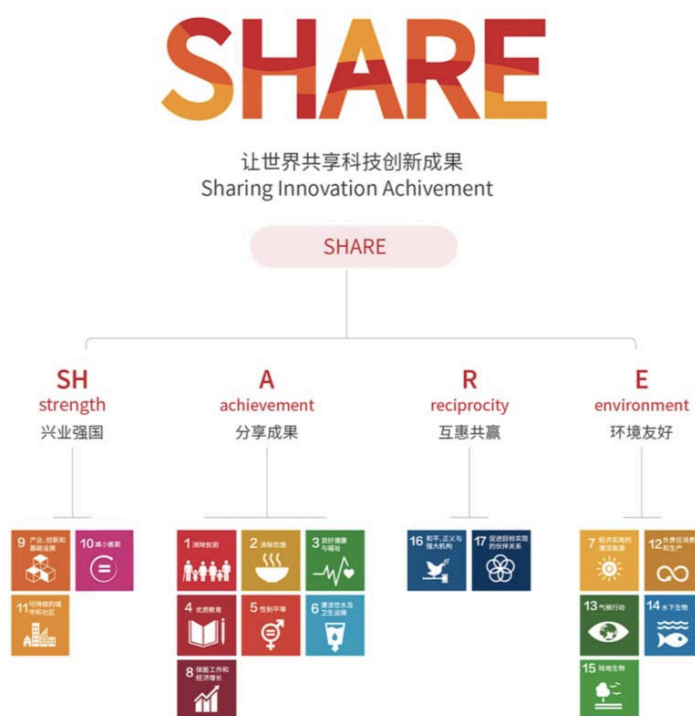 SHARE
让世界共享科技创新成果
Sharing Innovation Achivement
SHARE
SH
strength
兴业强国
A
achievement
分享成果
R
reciprocity
互惠共赢
E
environment
环境友好
9 产业、创新和
基础设施
10 减小差距
11 可持续的城
市和社区
1 消除贫困
2 消除饥饿
3 良好健康
与福祉
4 优质教育
5 性别平等
6 清洁饮水及
卫生设施
8 体面工作和
经济增长
16 和平、正义与
强大机构
17 促进目标实现
的伙伴关系
7 经济实用的
清洁能源
12 负责任消费
和生产
13 气候行动
14 水下生物
15 陆地生物